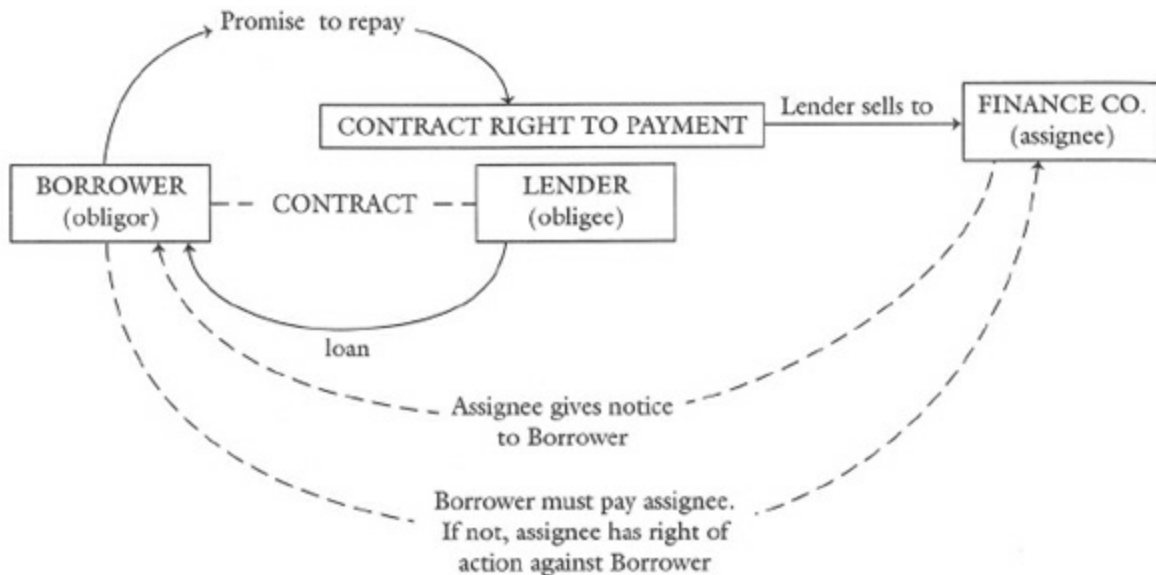 Promise to repay
CONTRACT RIGHT TO PAYMENT
Lender sells to
FINANCE CO.
(assignee)
BORROWER
(obligor)
CONTRACT
LENDER
(obligee)
loan
Assignee gives notice
to Borrower
Borrower must pay assignee.
If not, assignee has right of
action against Borrower